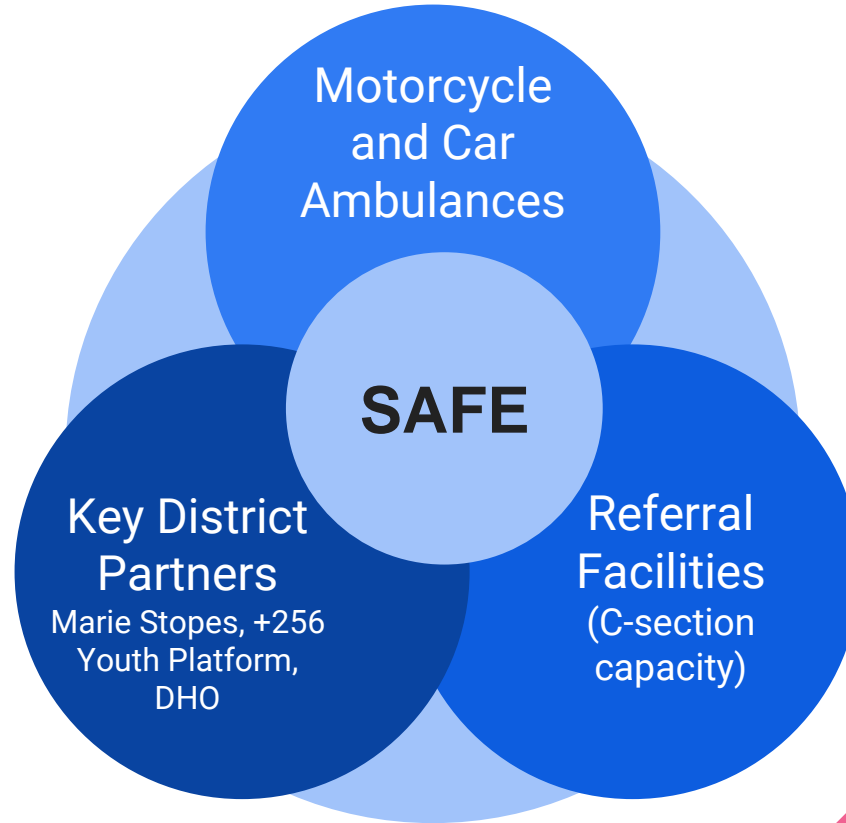 Motorcycle
and Car
Ambulances
SAFE
Key District
Partners
Marie Stopes, +256
Youth Platform,
DHO
Referral
Facilities
(C-section
capacity)